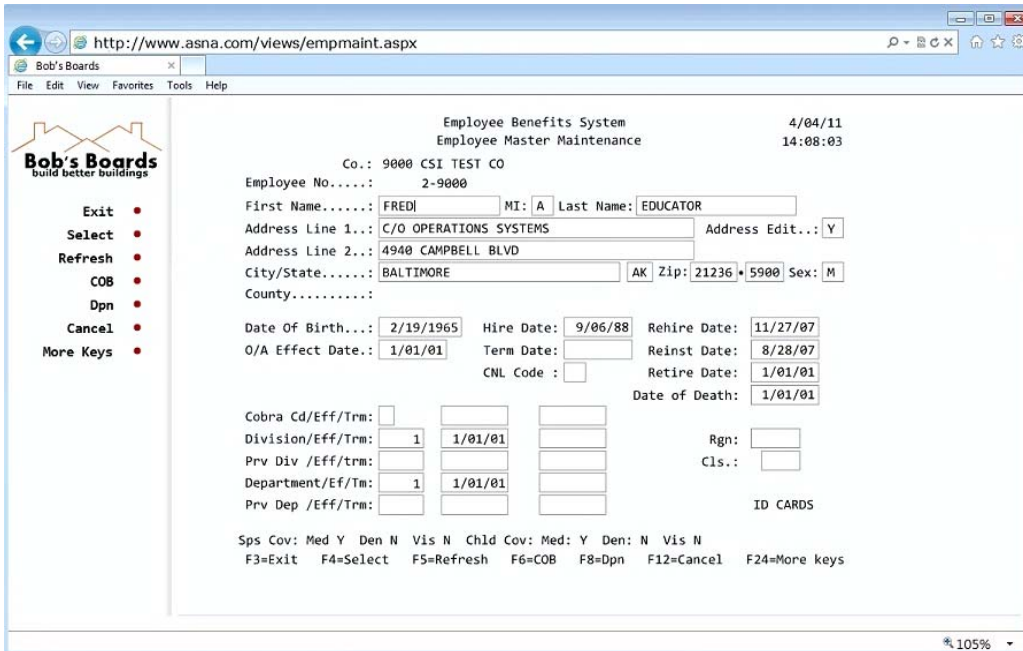 http://www.asna.com/views/empmaint.aspx
Bob's Boards
File Edit View Favorites Tools Help
Bob's Boards
build better buildings
Exit
Select
Refresh
COB
Dpn
Cancel
More Keys
Employee Benefits System 4/04/11
Employee Master Maintenance 14:08:03
Co.: 9000 CSI TEST CO
Employee No.....: 2-9000
First Name......: FRED MI: A Last Name: EDUCATOR
Address Line 1..: C/O OPERATIONS SYSTEMS Address Edit..: Y
Address Line 2..: 4940 CAMPBELL BLVD
City/State......: BALTIMORE AK Zip: 21236 • 5900 Sex: M
County..........:
Date Of Birth...: 2/19/1965 Hire Date: 9/06/88 Rehire Date: 11/27/07
O/A Effect Date.: 1/01/01 Term Date: Reinst Date: 8/28/07
CNL Code : Retire Date: 1/01/01
Date of Death: 1/01/01
Cobra Cd/Eff/Trm:
Division/Eff/Trm: 1 1/01/01 Rgn:
Prv Div /Eff/trm: Cls.:
Department/Ef/Tm: 1 1/01/01
Prv Dep /Eff/Trm: ID CARDS
Sps Cov: Med Y Den N Vis N Chld Cov: Med: Y Den: N Vis N
F3=Exit F4=Select F5=Refresh F6=COB F8=Dpn F12=Cancel F24=More keys
105%